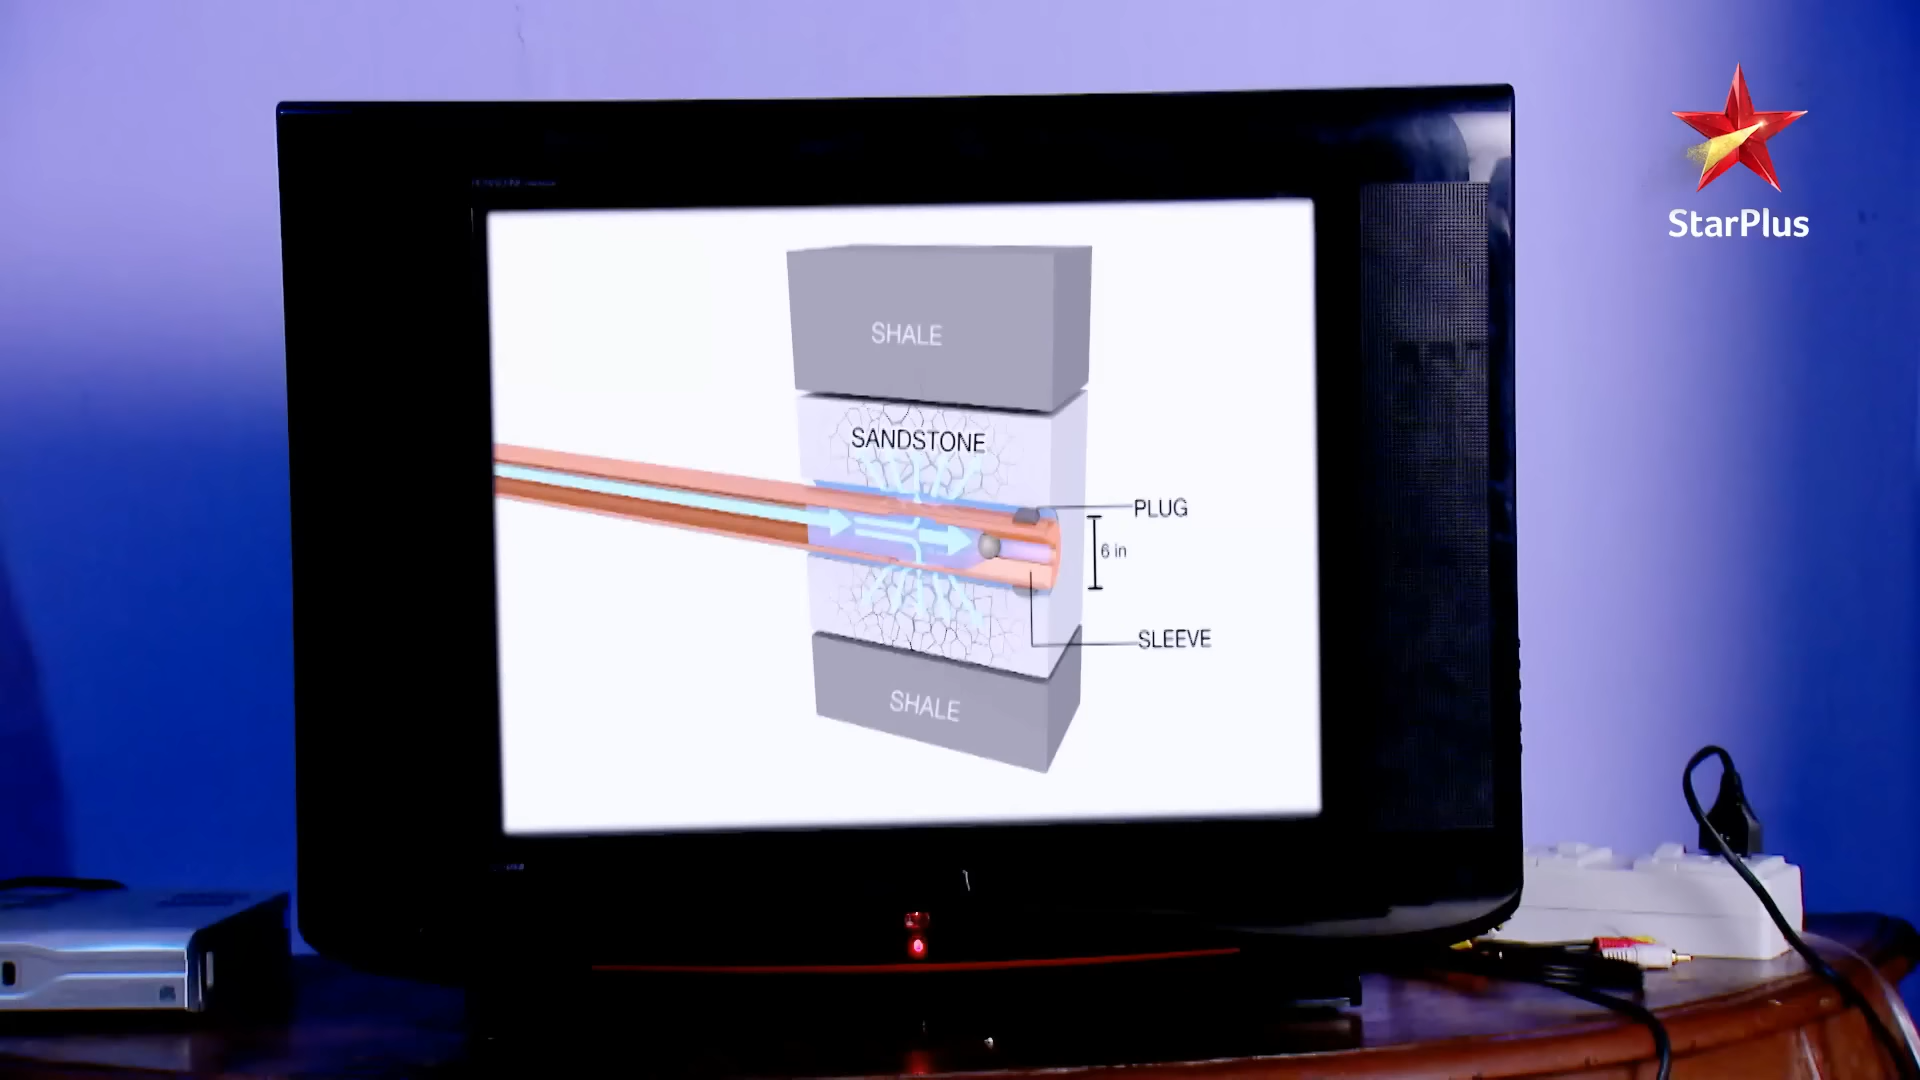 StarPlus
SHALE
SANDSTONE
PLUG
6 in
SLEEVE
SHALE